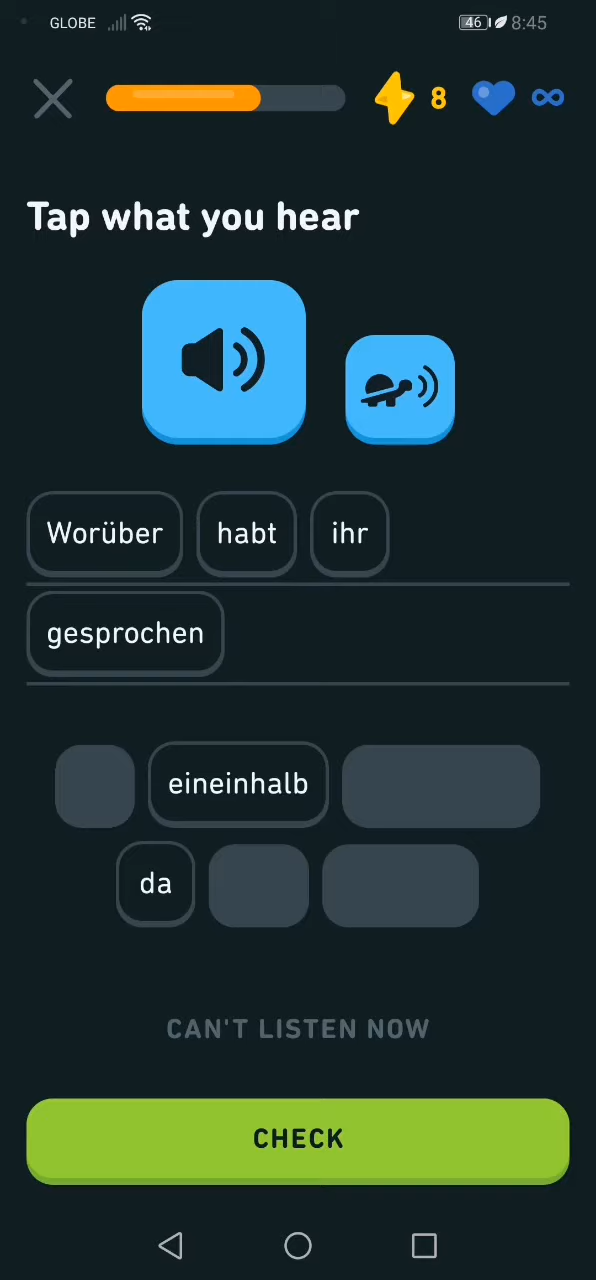 GLOBE 46 8:45
8
Tap what you hear
Worüber habt ihr
gesprochen
eineinhalb
da
CAN'T LISTEN NOW
CHECK